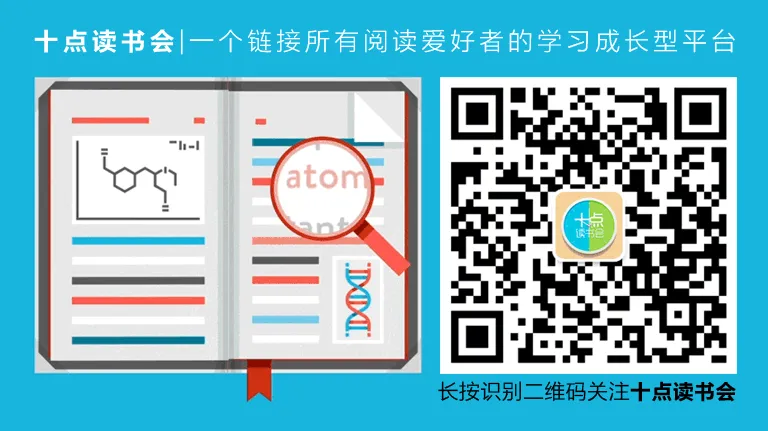 十点读书会|一个链接所有阅读爱好者的学习成长型平台
atom
十点
读书会
长按识别二维码关注十点读书会